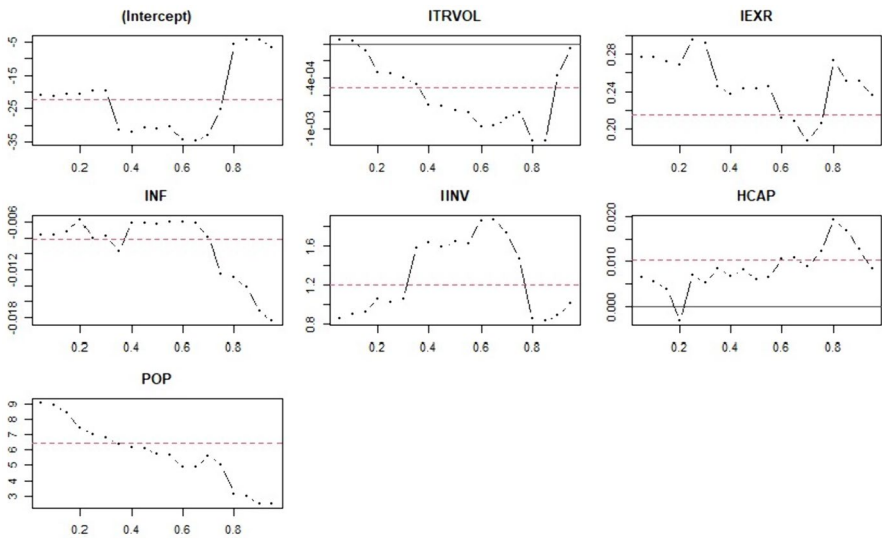 (Intercept) ITRVOL IEXR
-5 -15 -25 -35
0.2 0.4 0.6 0.8
-4e-04 -1e-03
0.2 0.4 0.6 0.8
0.28 0.24 0.20
0.2 0.4 0.6 0.8
INF IINV HCAP
-0.006 -0.012 -0.018
0.2 0.4 0.6 0.8
1.6 1.2 0.8
0.2 0.4 0.6 0.8
0.020 0.010 0.000
0.2 0.4 0.6 0.8
POP
9 8 7 6 5 4 3
0.2 0.4 0.6 0.8